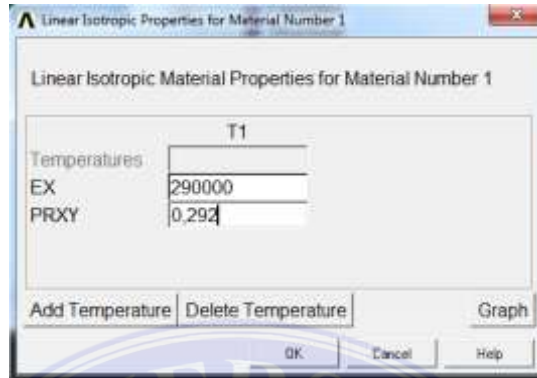 Linear Isotropic Properties for Material Number 1
Linear Isotropic Material Properties for Material Number 1
T1
Temperatures
EX 290000
PRXY 0,292
Add Temperature Delete Temperature Graph
OK Cancel Help